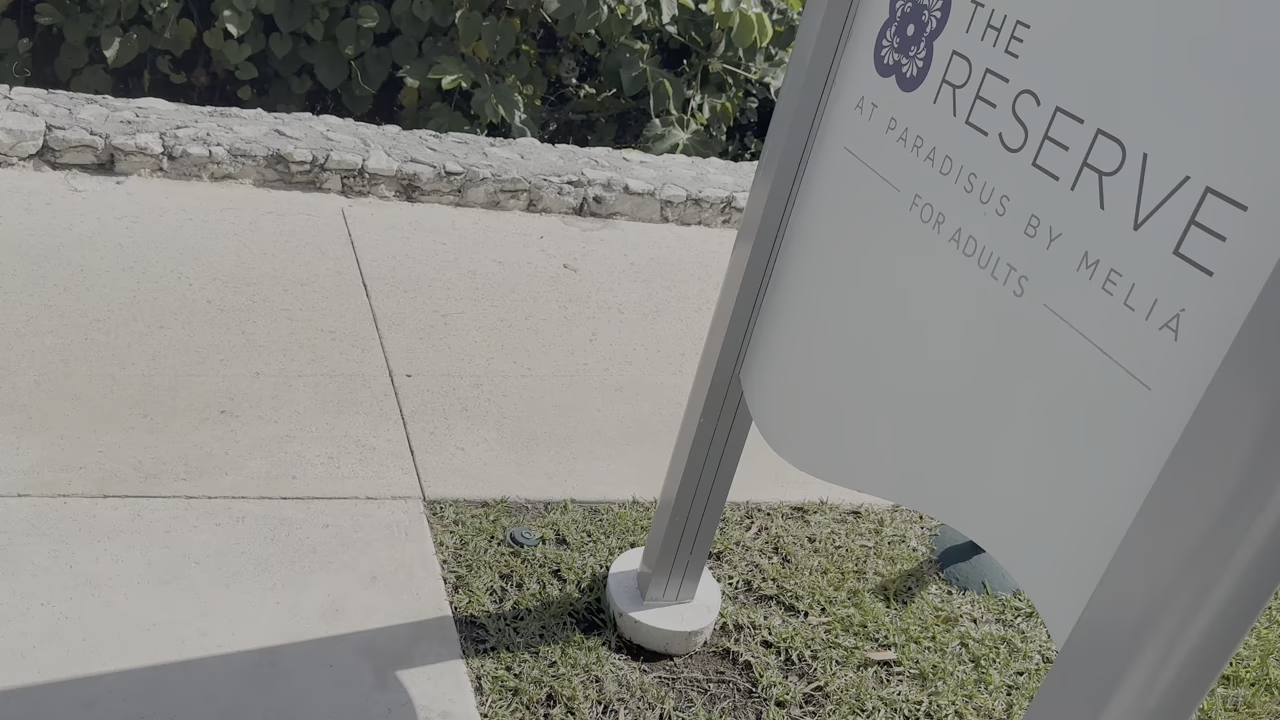 THE
RESERVE
AT PARADISUS BY MELIÁ
FOR ADULTS